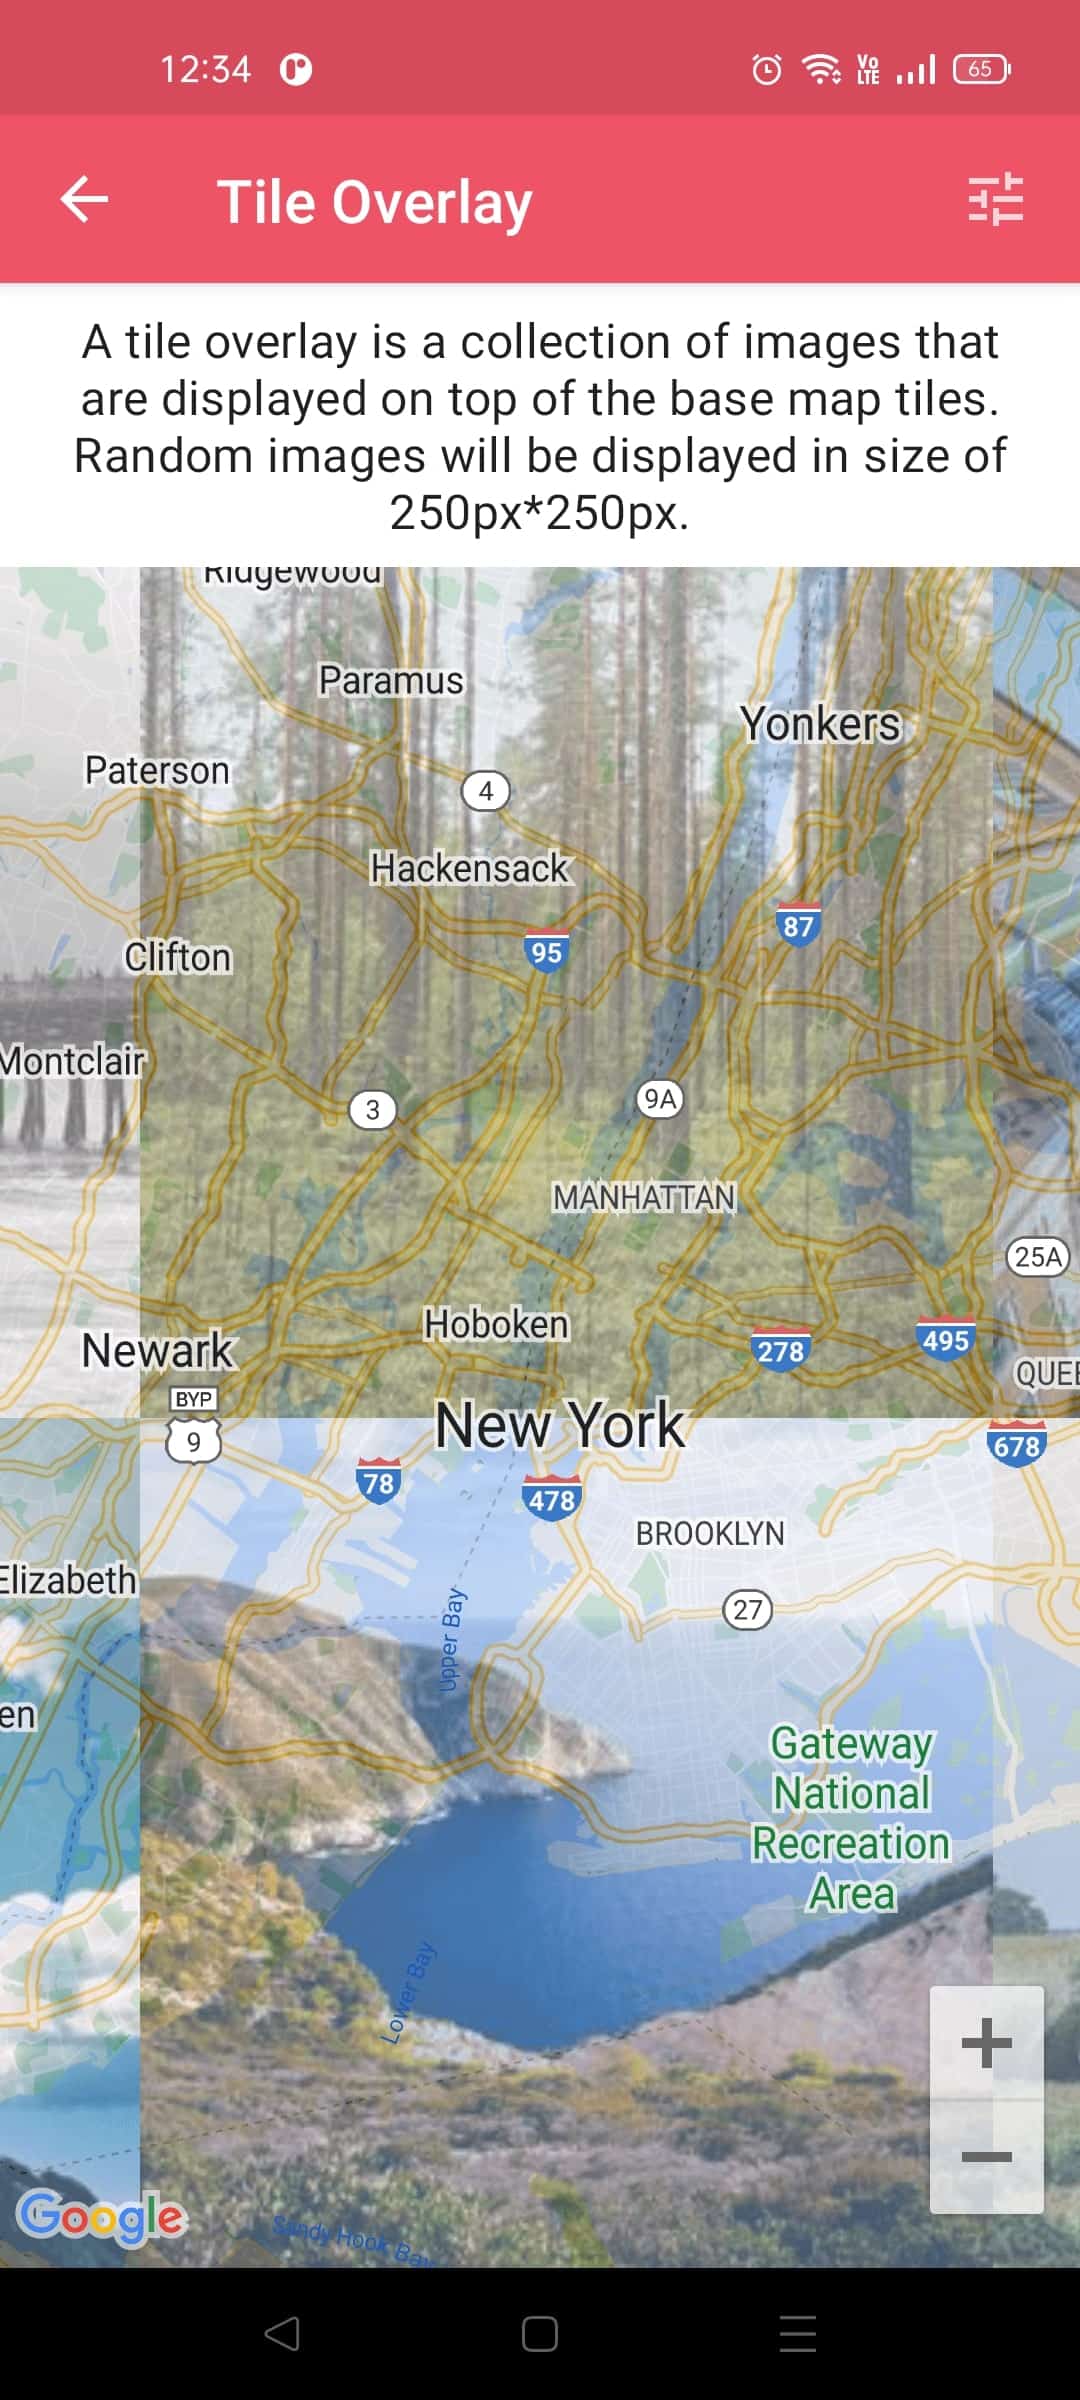 12:34
Vo
LTE
65
Tile Overlay
A tile overlay is a collection of images that
are displayed on top of the base map tiles.
Random images will be displayed in size of
250px*250px.
Ridgewood
Paramus
Yonkers
Paterson
4
Hackensack
87
95
Clifton
Montclair
9A
3
MANHATTAN
25A
Hoboken
278
495
Newark
QUEE
BYP
9
New York
678
78
478
BROOKLYN
Elizabeth
27
Upper Bay
en
Gateway
National
Recreation
Area
Lower Bay
Google
Sandy Hook Bay